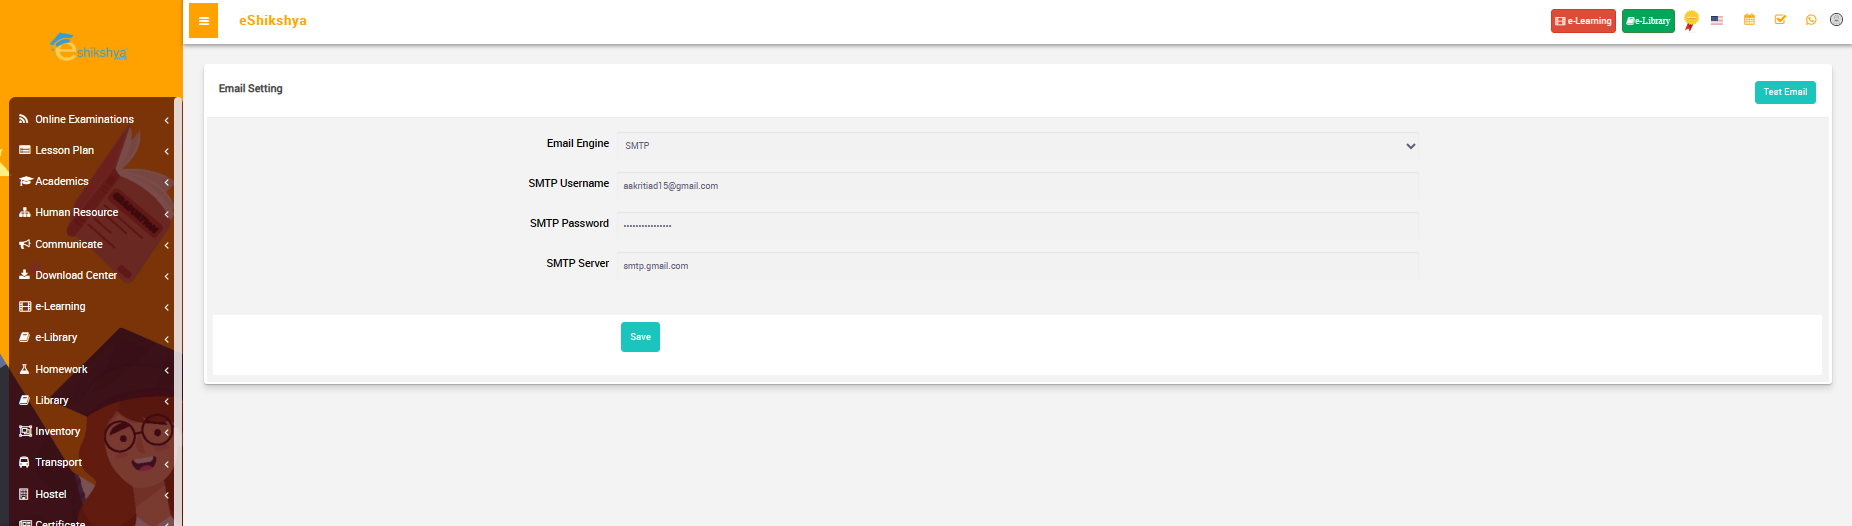 eshikshya
eShikshya
e-Learning
e-Library
Online Examinations
Lesson Plan
Academics
Human Resource
Communicate
Download Center
e-Learning
e-Library
Homework
Library
Inventory
Transport
Hostel
Certificate
Email Setting
Test Email
Email Engine
SMTP
SMTP Username
aakritiad15@gmail.com
SMTP Password
••••••••••••••••
SMTP Server
smtp.gmail.com
Save